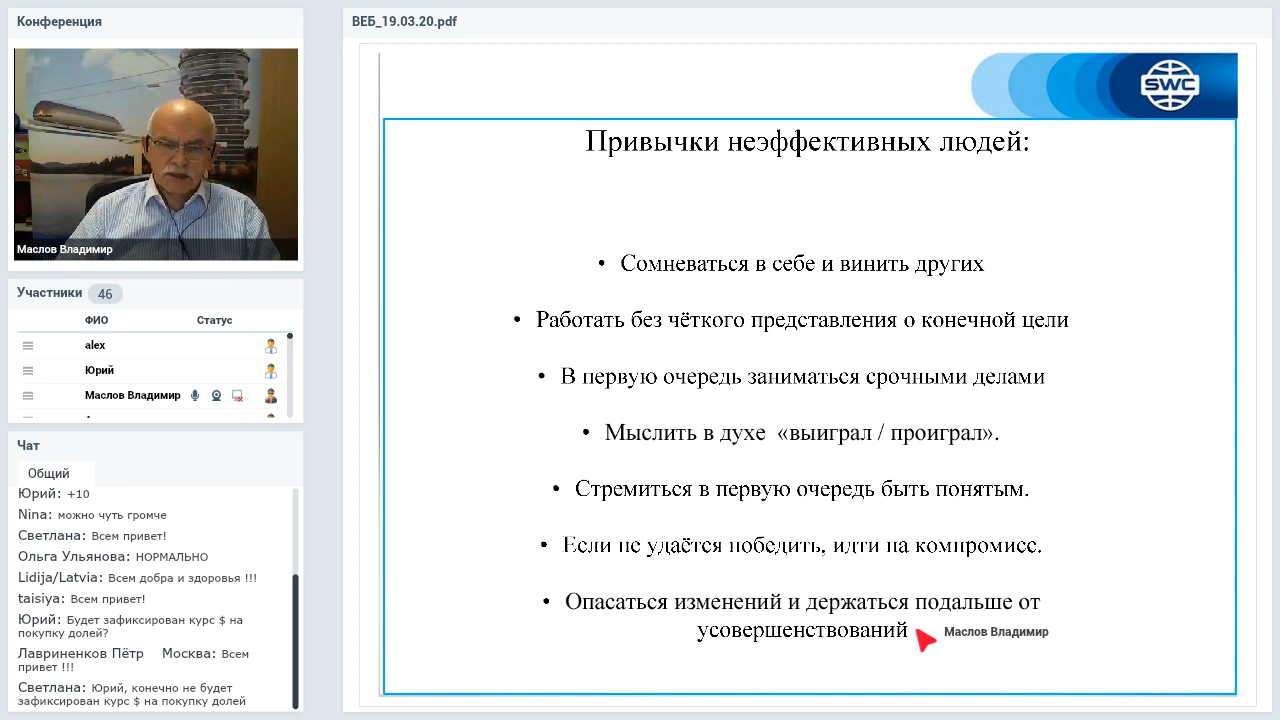 Конференция
Маслов Владимир
Участники 46
ФИО Статус
alex
Юрий
Маслов Владимир
Чат
Общий
Юрий: +10
Nina: можно чуть громче
Светлана: Всем привет!
Ольга Ульянова: НОРМАЛЬНО
Lidija/Latvia: Всем добра и здоровья !!!
taisiya: Всем привет!
Юрий: Будет зафиксирован курс $ на
покупку долей?
Лавриненков Пётр Москва: Всем
привет !!!
Светлана: Юрий, конечно не будет
зафиксирован курс $ на покупку долей
ВЕБ_19.03.20.pdf
SWC
Привычки неэффективных людей:
• Сомневаться в себе и винить других
• Работать без чёткого представления о конечной цели
• В первую очередь заниматься срочными делами
• Мыслить в духе «выиграл / проиграл».
• Стремиться в первую очередь быть понятым.
• Если не удаётся победить, идти на компромисс.
• Опасаться изменений и держаться подальше от
усовершенствований
Маслов Владимир